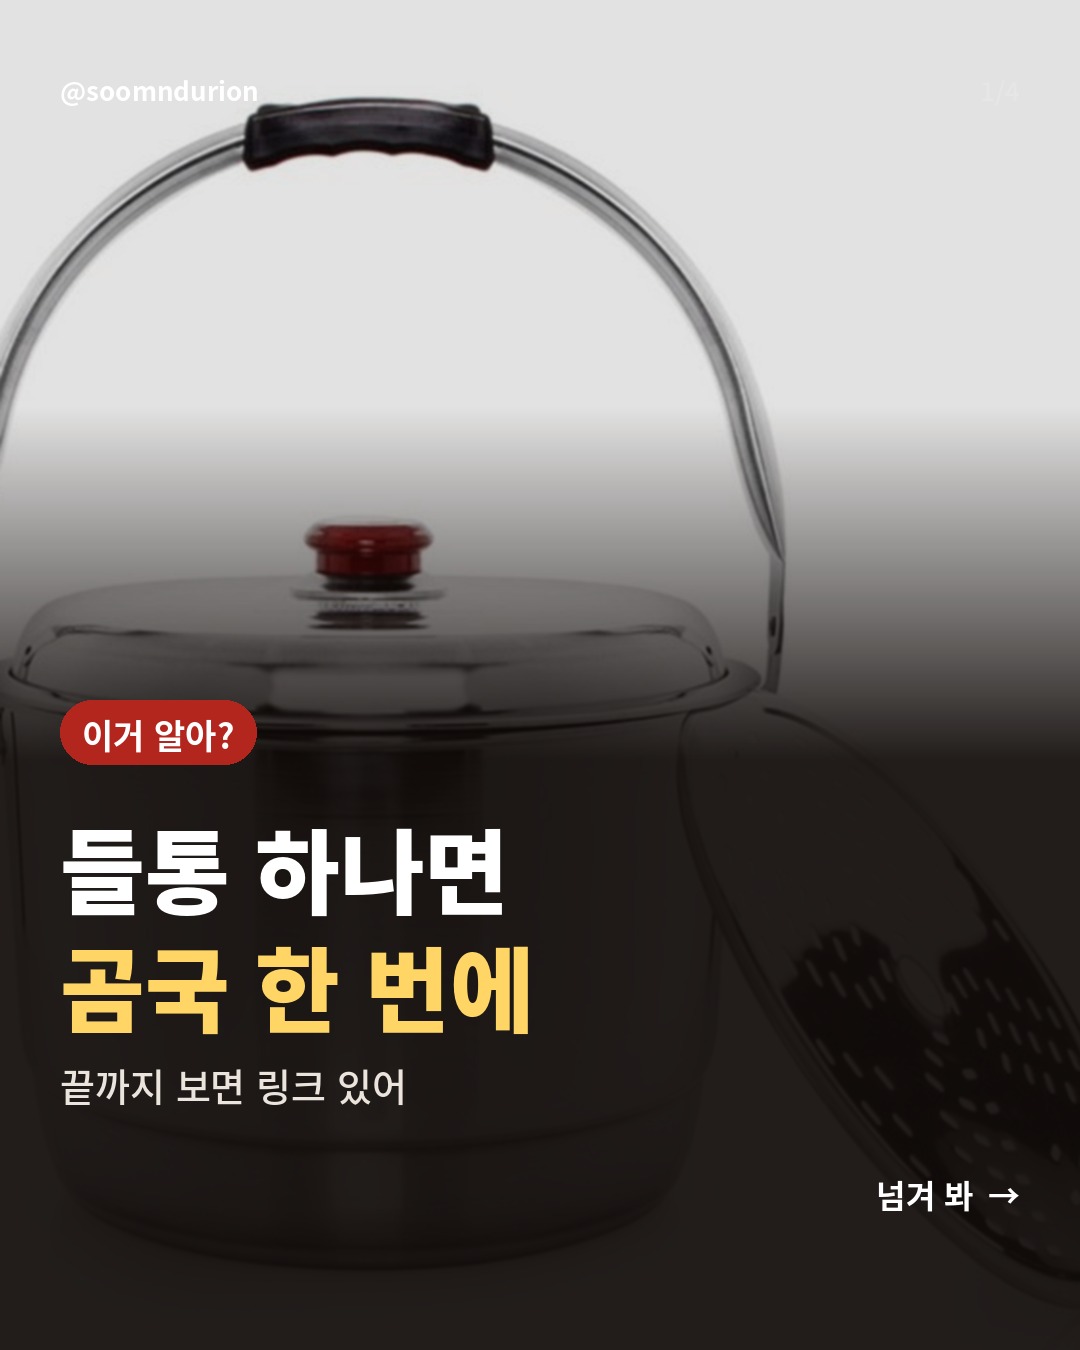 @soomndurion
1/4
이거 알아?
들통 하나면
곰국 한 번에
끝까지 보면 링크 있어
넘겨 봐 →